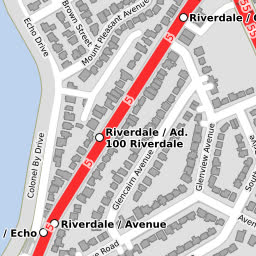 Riverdale /
Echo Drive
Brown Street
Mount Pleasant Avenue
5
5
Riverdale / Ad.
100 Riverdale
Glenview Avenue
Colonel By Drive
Glencairn Avenue
5
Riverdale / Avenue
/ Echo
5
Road